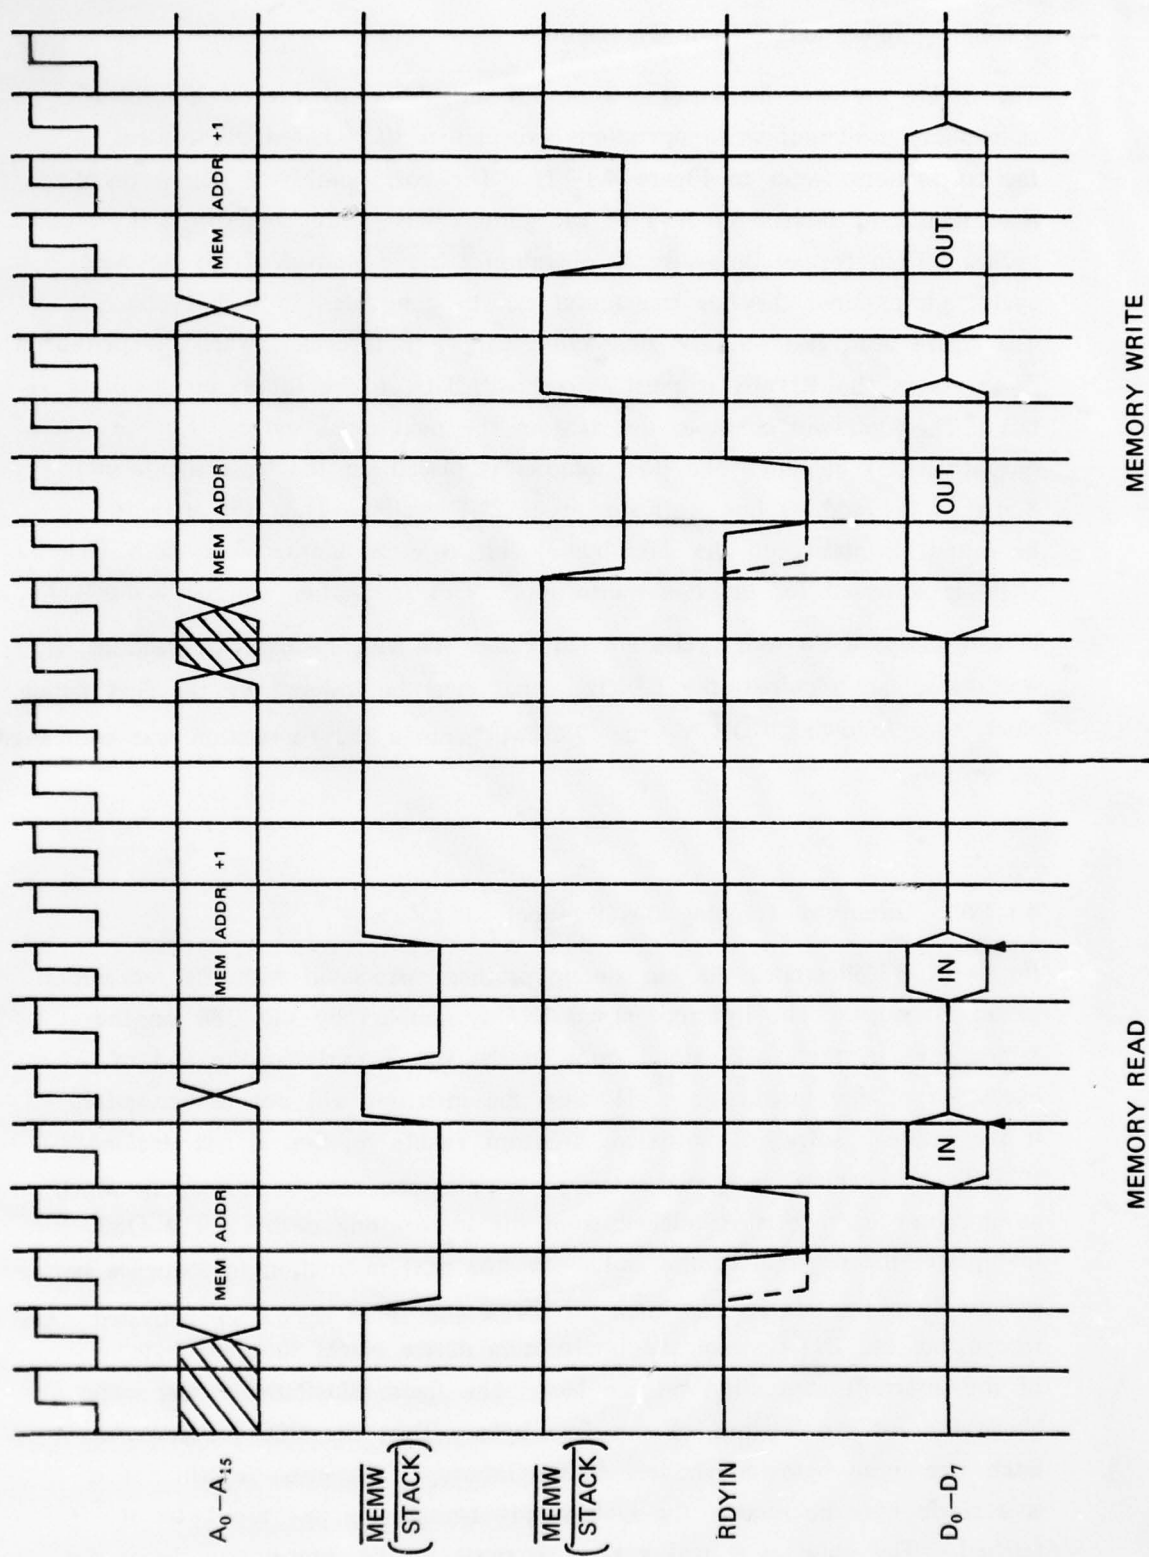 A₀–A₁₅
MEM ADDR
MEM ADDR +1
MEM ADDR
MEM ADDR +1
MEMW
(STACK)
MEMW
(STACK)
RDYIN
D₀–D₇
IN
IN
OUT
OUT
MEMORY READ
MEMORY WRITE